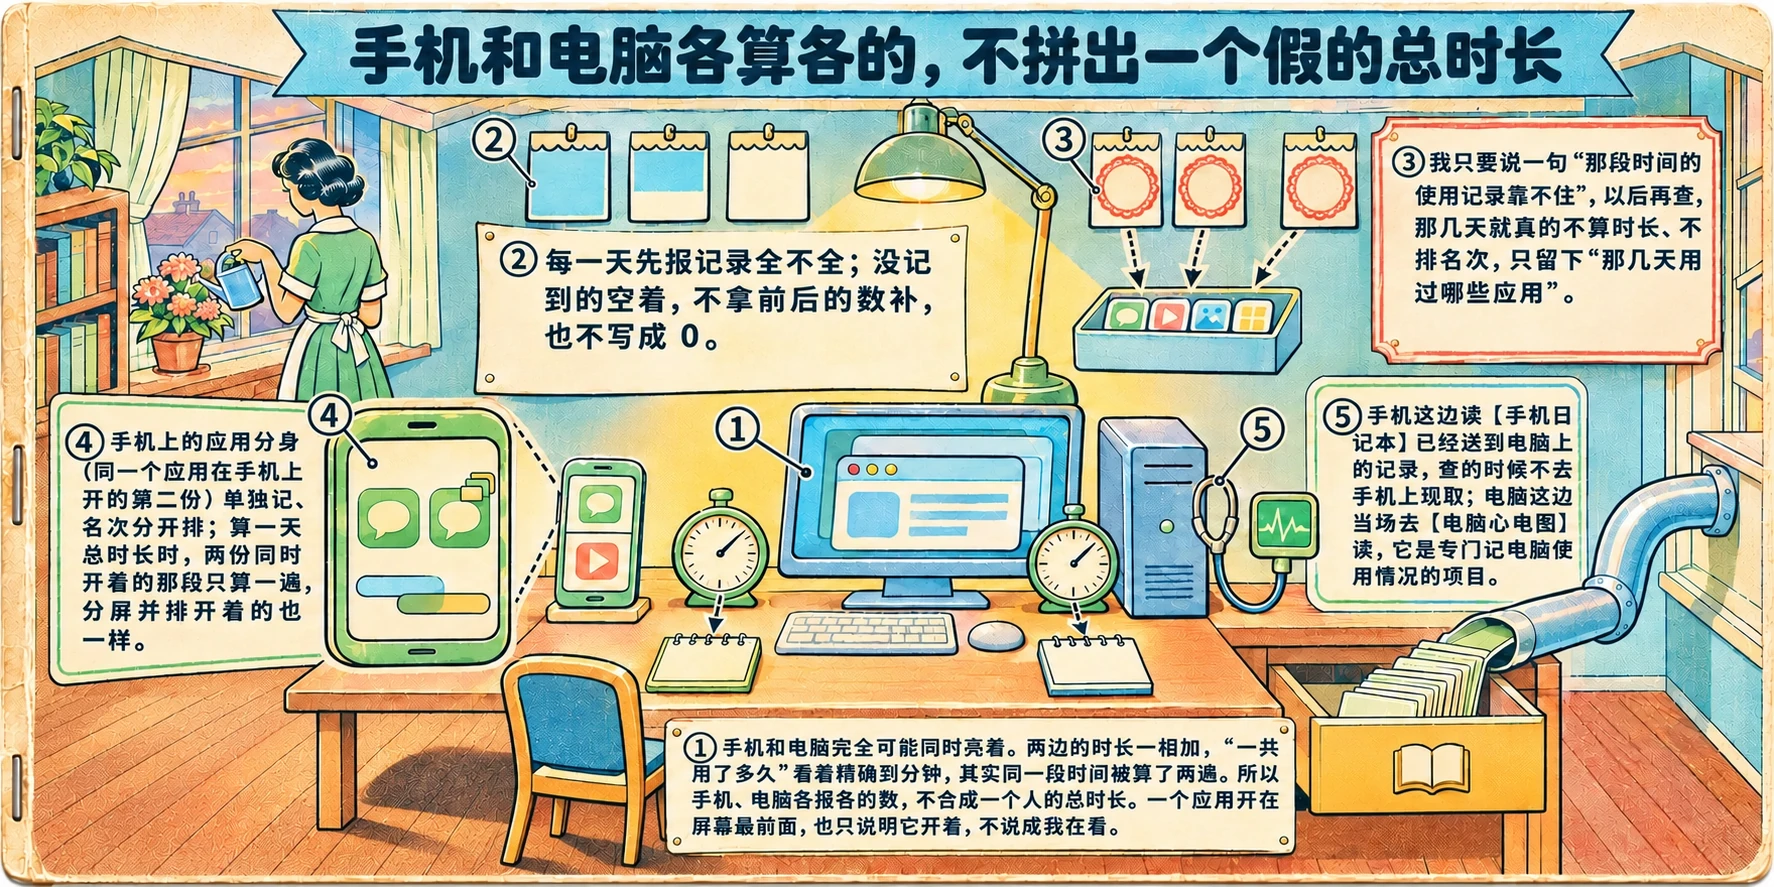 手机和电脑各算各的，不拼出一个假的总时长
②
③
② 每一天先报记录全不全；没记
到的空着，不拿前后的数补，
也不写成 0。
③ 我只要说一句“那段时间的
使用记录靠不住”，以后再查，
那几天就真的不算时长、不
排名次，只留下“那几天用
过哪些应用”。
④
①
⑤
④ 手机上的应用分身
（同一个应用在手机上
开的第二份）单独记、
名次分开排；算一天
总时长时，两份同时
开着的那段只算一遍，
分屏并排开着的也
一样。
⑤ 手机这边读【手机日
记本】已经送到电脑上
的记录，查的时候不去
手机上现取；电脑这边
当场去【电脑心电图】
读，它是专门记电脑使
用情况的项目。
① 手机和电脑完全可能同时亮着。两边的时长一相加，“一共
用了多久”看着精确到分钟，其实同一段时间被算了两遍。所以
手机、电脑各报各的数，不合成一个人的总时长。一个应用开在
屏幕最前面，也只说明它开着，不说成我在看。